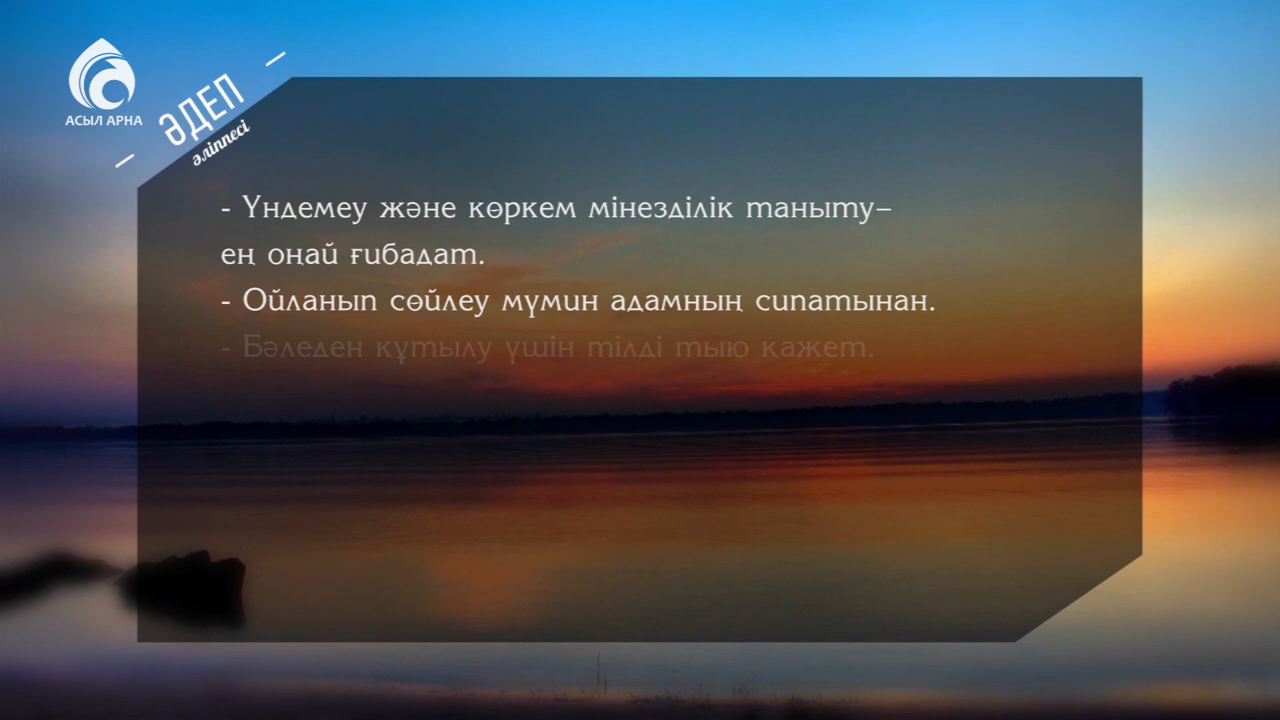 АСЫЛ АРНА
ӘДЕП
әліппесі
- Үндемеу және көркем мінезділік таныту–
ең оңай ғибадат.
- Ойланып сөйлеу мүмин адамның сипатынан.
- Бәледен құтылу үшін тілді тыю кажет.